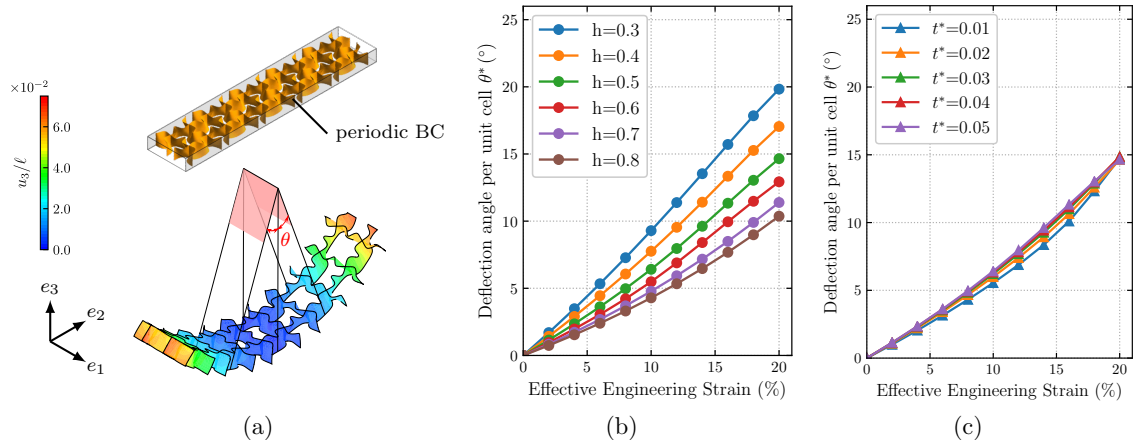 ×10⁻²
6.0
4.0
2.0
0.0
u₃/ℓ
periodic BC
θ
e₃
e₂
e₁
(a)
Deflection angle per unit cell θ* (°)
25
20
15
10
5
0
h=0.3
h=0.4
h=0.5
h=0.6
h=0.7
h=0.8
0 5 10 15 20
Effective Engineering Strain (%)
(b)
Deflection angle per unit cell θ* (°)
25
20
15
10
5
0
t*=0.01
t*=0.02
t*=0.03
t*=0.04
t*=0.05
5 10 15 20
Effective Engineering Strain (%)
(c)